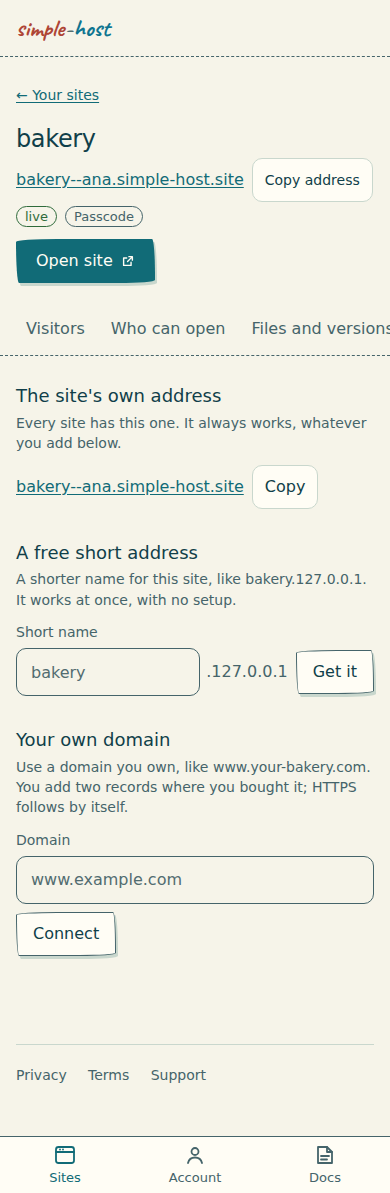 simple-host
← Your sites
bakery
bakery--ana.simple-host.site Copy address
live Passcode
Open site
Visitors Who can open Files and versions
The site's own address
Every site has this one. It always works, whatever
you add below.
bakery--ana.simple-host.site Copy
A free short address
A shorter name for this site, like bakery.127.0.0.1.
It works at once, with no setup.
Short name
bakery .127.0.0.1 Get it
Your own domain
Use a domain you own, like www.your-bakery.com.
You add two records where you bought it; HTTPS
follows by itself.
Domain
www.example.com
Connect
Privacy Terms Support
Sites Account Docs